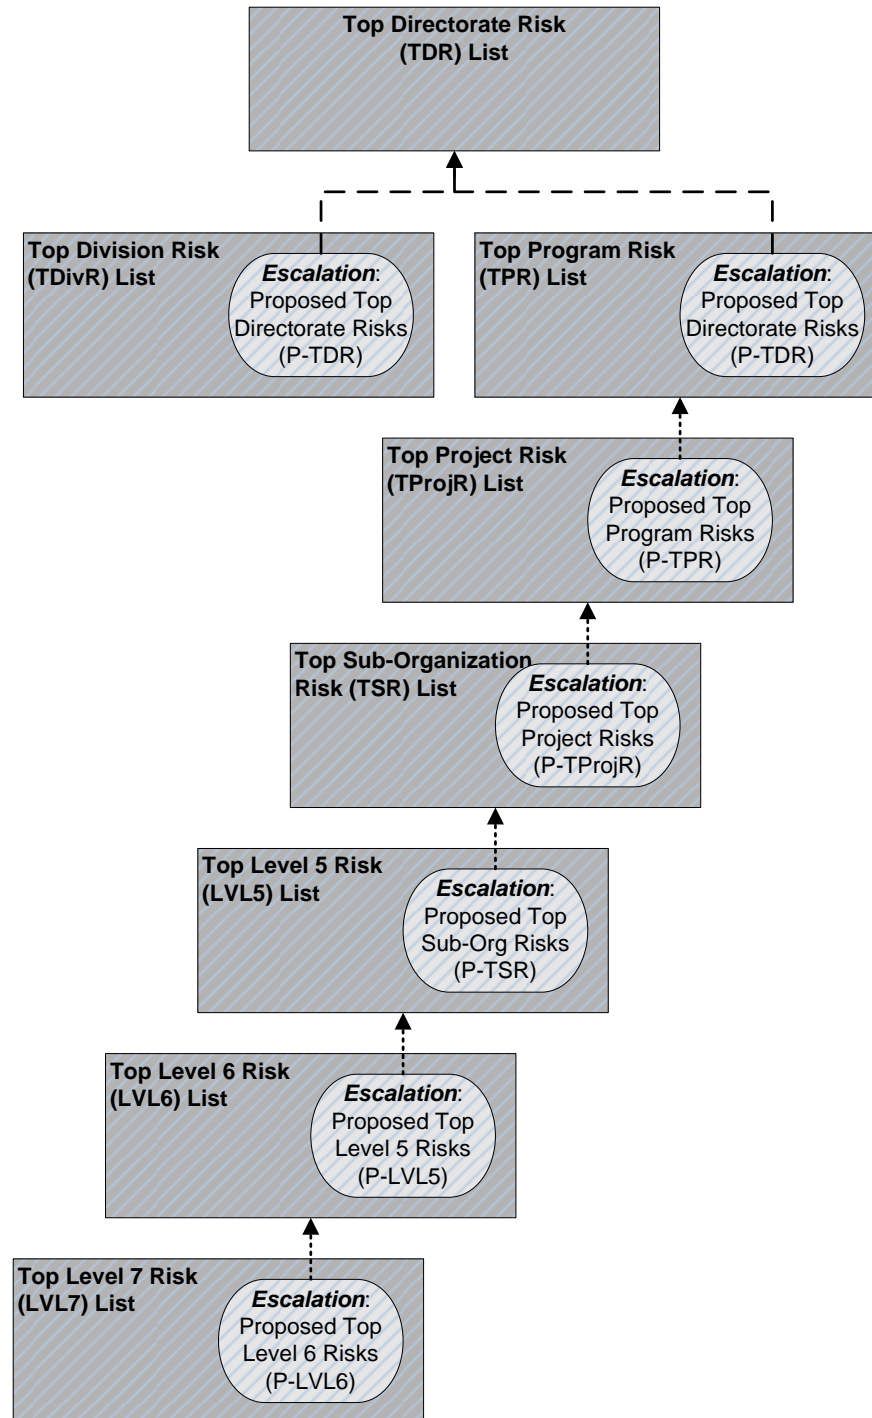 Top Directorate Risk
(TDR) List
Top Division Risk
(TDivR) List
Escalation:
Proposed Top
Directorate Risks
(P-TDR)
Top Program Risk
(TPR) List
Escalation:
Proposed Top
Directorate Risks
(P-TDR)
Top Project Risk
(TProjR) List
Escalation:
Proposed Top
Program Risks
(P-TPR)
Top Sub-Organization
Risk (TSR) List
Escalation:
Proposed Top
Project Risks
(P-TProjR)
Top Level 5 Risk
(LVL5) List
Escalation:
Proposed Top
Sub-Org Risks
(P-TSR)
Top Level 6 Risk
(LVL6) List
Escalation:
Proposed Top
Level 5 Risks
(P-LVL5)
Top Level 7 Risk
(LVL7) List
Escalation:
Proposed Top
Level 6 Risks
(P-LVL6)